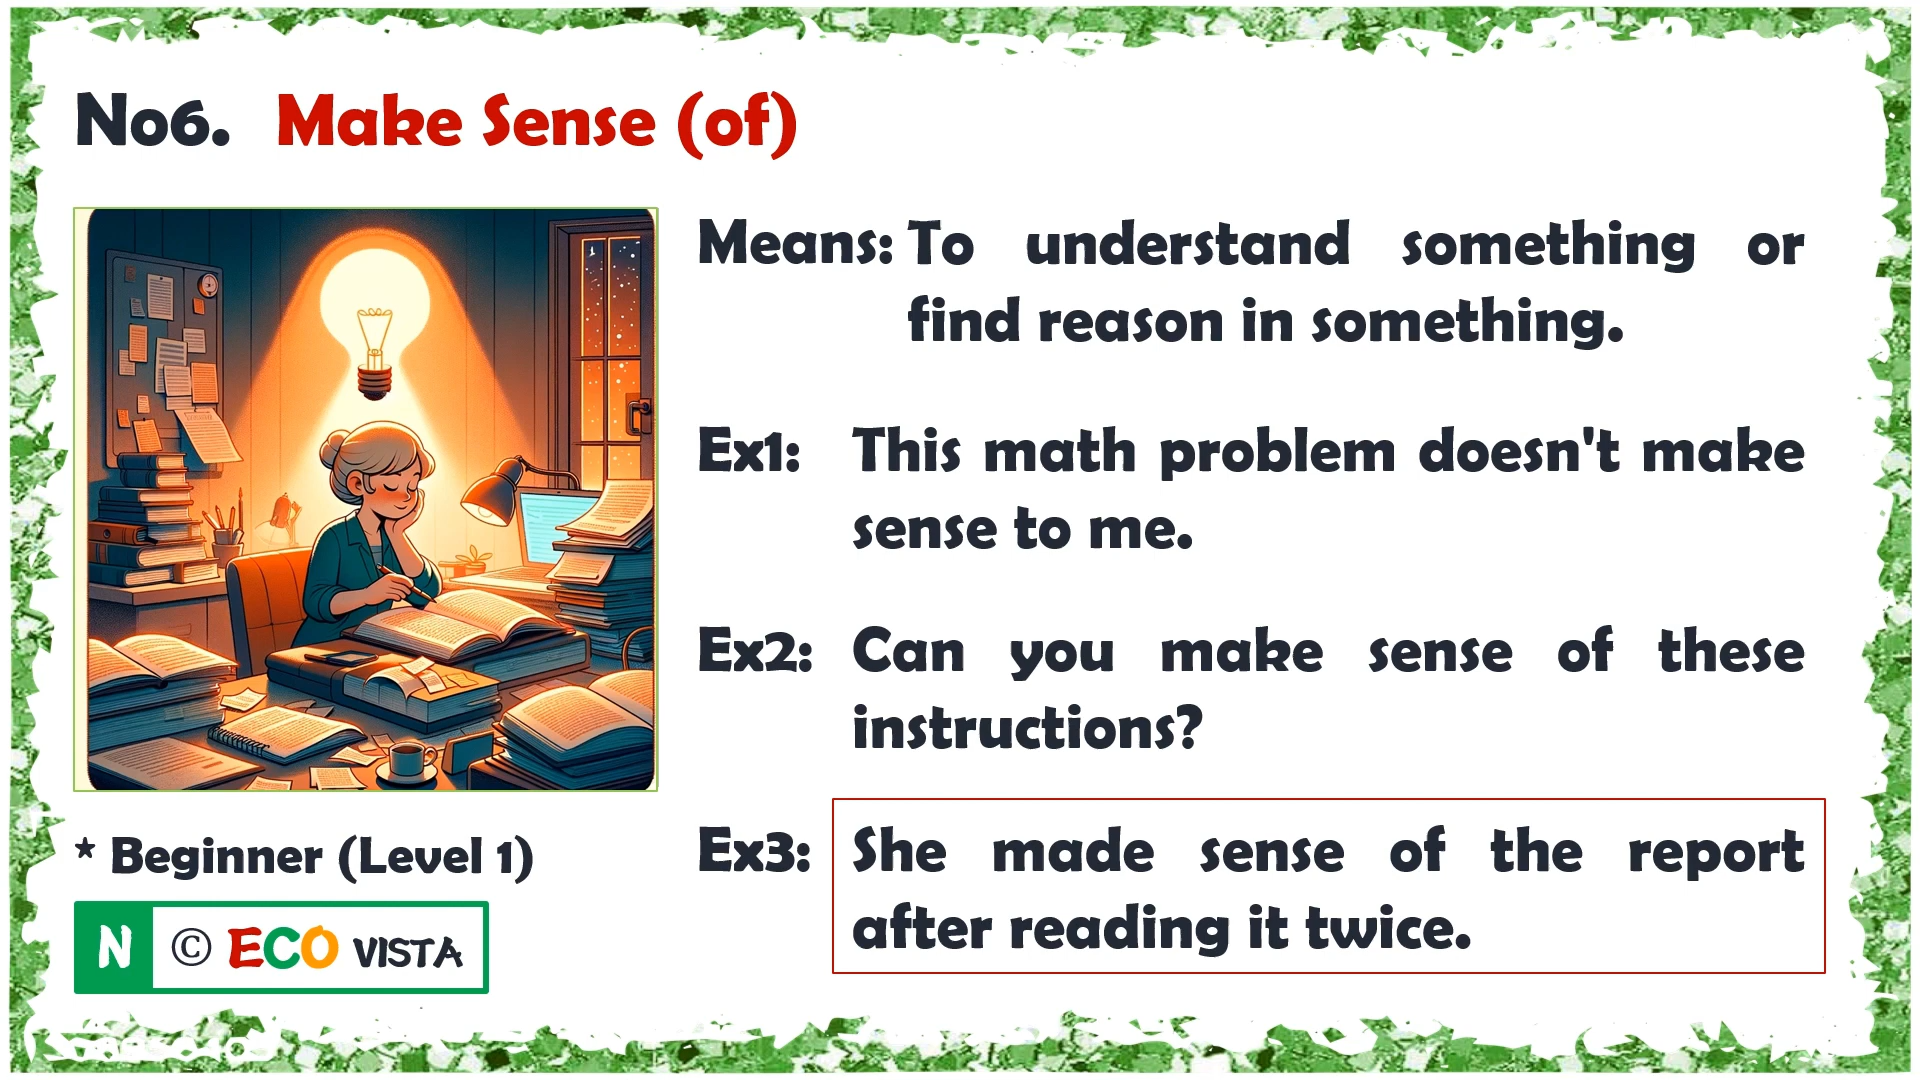 No6. Make Sense (of)
Means: To understand something or
find reason in something.
Ex1: This math problem doesn't make
sense to me.
Ex2: Can you make sense of these
instructions?
Ex3: She made sense of the report
after reading it twice.
* Beginner (Level 1)
N © ECO VISTA